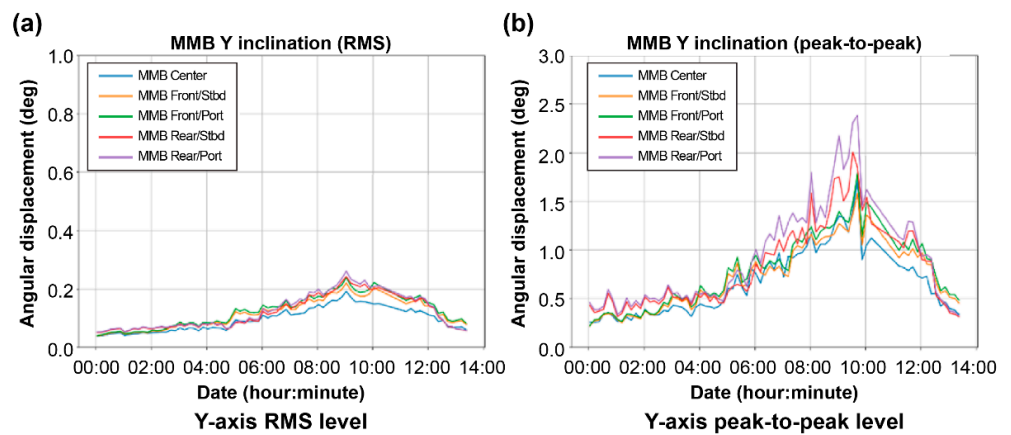 (a)
MMB Y inclination (RMS)
1.0
0.8
0.6
0.4
0.2
0.0
Angular displacement (deg)
MMB Center
MMB Front/Stbd
MMB Front/Port
MMB Rear/Stbd
MMB Rear/Port
00:00 02:00 04:00 06:00 08:00 10:00 12:00 14:00
Date (hour:minute)
Y-axis RMS level
(b)
MMB Y inclination (peak-to-peak)
3.0
2.5
2.0
1.5
1.0
0.5
0.0
Angular displacement (deg)
MMB Center
MMB Front/Stbd
MMB Front/Port
MMB Rear/Stbd
MMB Rear/Port
00:00 02:00 04:00 06:00 08:00 10:00 12:00 14:00
Date (hour:minute)
Y-axis peak-to-peak level